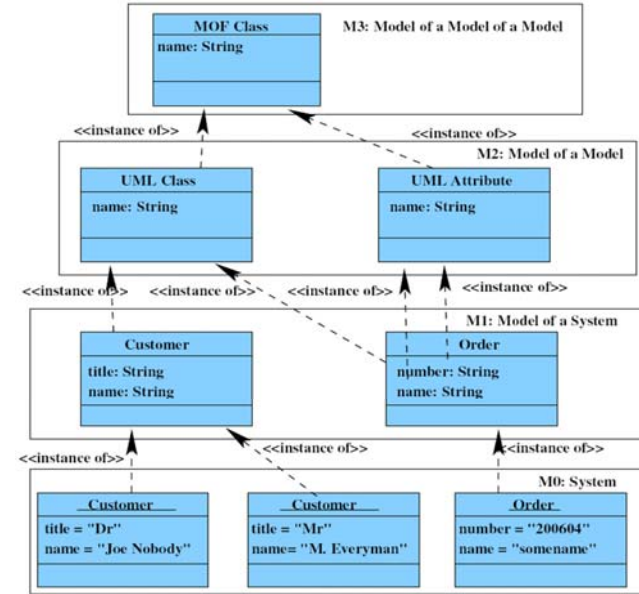 MOF Class
M3: Model of a Model of a Model
name: String
<<instance of>>
<<instance of>>
M2: Model of a Model
UML Class
UML Attribute
name: String
name: String
<<instance of>>
<<instance of>>
<<instance of>>
<<instance of>>
M1: Model of a System
Customer
Order
title: String
number: String
name: String
name: String
<<instance of>>
<<instance of>>
<<instance of>>
M0: System
Customer
Customer
Order
title = "Dr"
title = "Mr"
number = "200604"
name = "Joe Nobody"
name= "M. Everyman"
name = "somename"